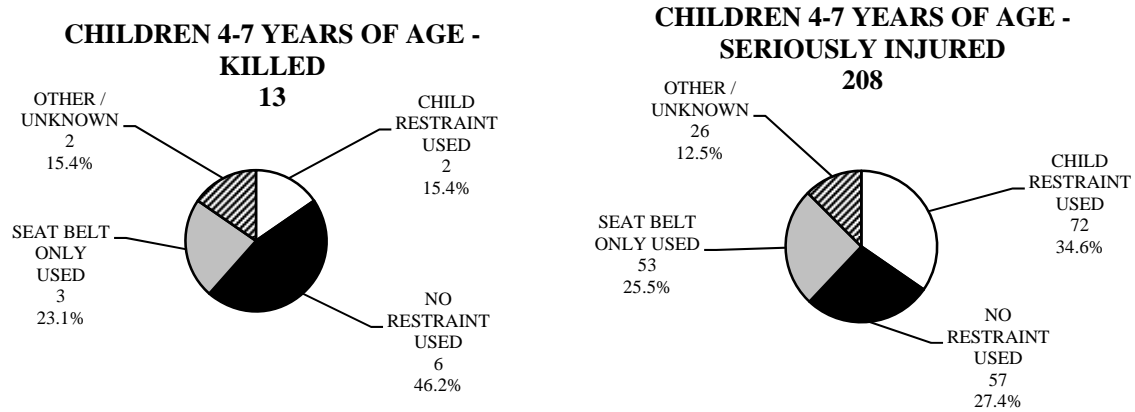 CHILDREN 4-7 YEARS OF AGE -
KILLED
13
OTHER /
UNKNOWN
2
15.4%
CHILD
RESTRAINT
USED
2
15.4%
SEAT BELT
ONLY
USED
3
23.1%
NO
RESTRAINT
USED
6
46.2%
CHILDREN 4-7 YEARS OF AGE -
SERIOUSLY INJURED
208
OTHER /
UNKNOWN
26
12.5%
CHILD
RESTRAINT
USED
72
34.6%
SEAT BELT
ONLY USED
53
25.5%
NO
RESTRAINT
USED
57
27.4%